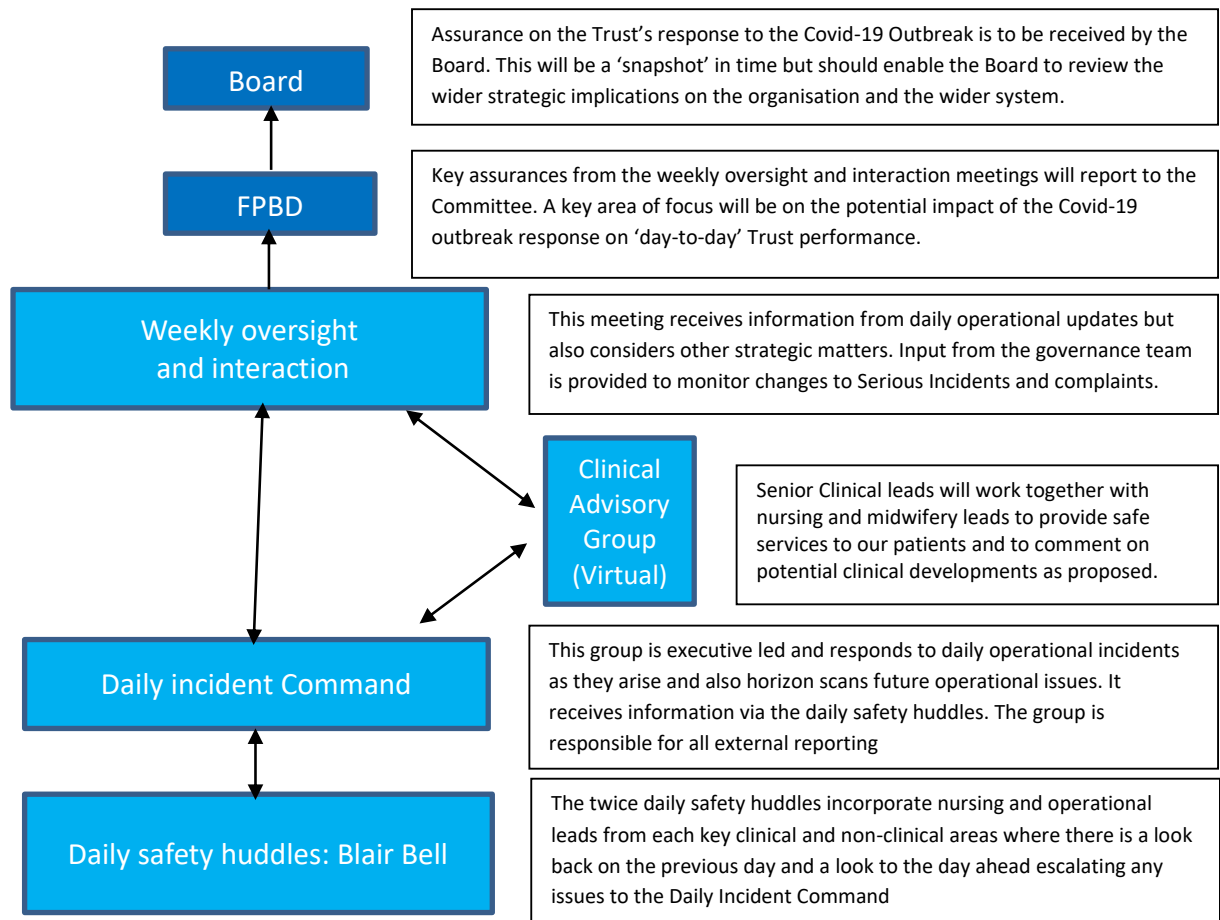 Board
Assurance on the Trust’s response to the Covid-19 Outbreak is to be received by the
Board. This will be a ‘snapshot’ in time but should enable the Board to review the
wider strategic implications on the organisation and the wider system.
FPBD
Key assurances from the weekly oversight and interaction meetings will report to the
Committee. A key area of focus will be on the potential impact of the Covid-19
outbreak response on ‘day-to-day’ Trust performance.
Weekly oversight
and interaction
This meeting receives information from daily operational updates but
also considers other strategic matters. Input from the governance team
is provided to monitor changes to Serious Incidents and complaints.
Clinical
Advisory
Group
(Virtual)
Senior Clinical leads will work together with
nursing and midwifery leads to provide safe
services to our patients and to comment on
potential clinical developments as proposed.
Daily incident Command
This group is executive led and responds to daily operational incidents
as they arise and also horizon scans future operational issues. It
receives information via the daily safety huddles. The group is
responsible for all external reporting
Daily safety huddles: Blair Bell
The twice daily safety huddles incorporate nursing and operational
leads from each key clinical and non-clinical areas where there is a look
back on the previous day and a look to the day ahead escalating any
issues to the Daily Incident Command